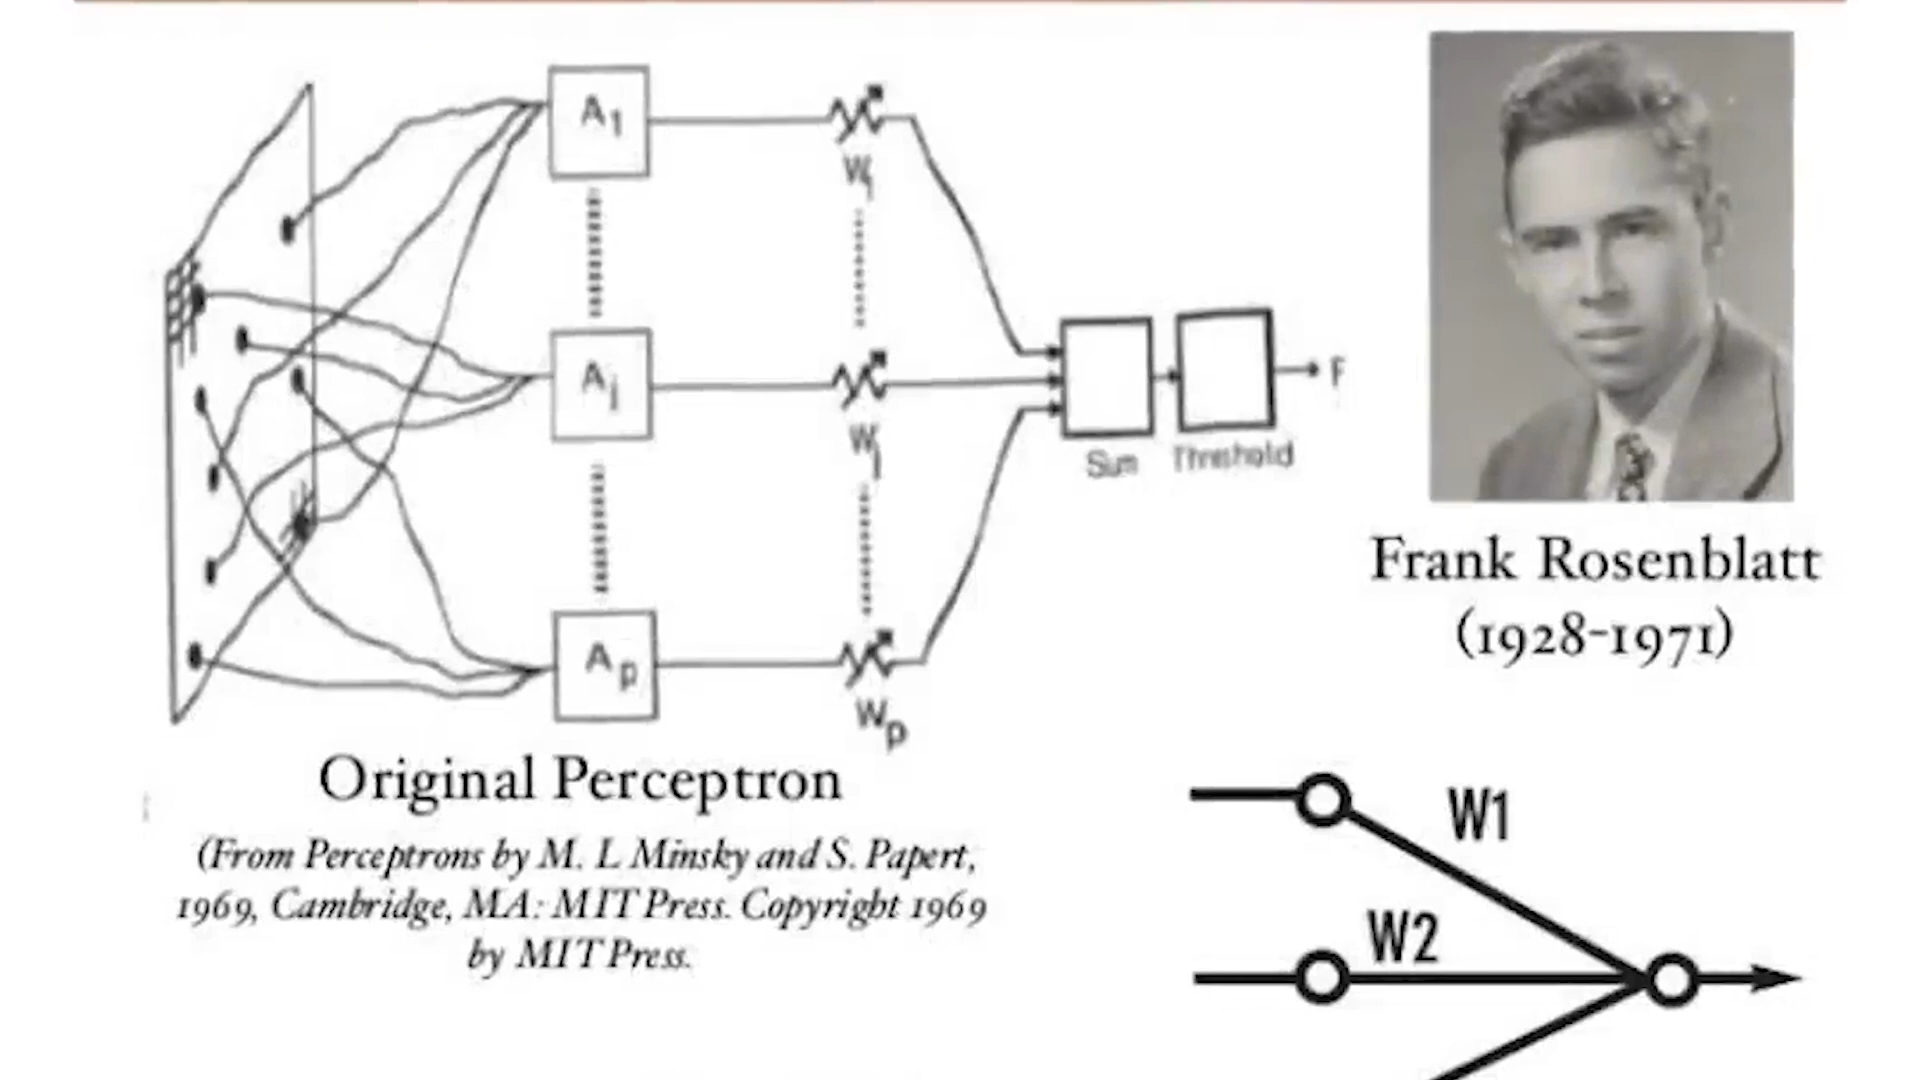 A1
W1
Ai
Wj
Sum
Threshold
F
Ap
Wp
Original Perceptron
(From Perceptrons by M. L Minsky and S. Papert,
1969, Cambridge, MA: MIT Press. Copyright 1969
by MIT Press.
Frank Rosenblatt
(1928-1971)
W1
W2